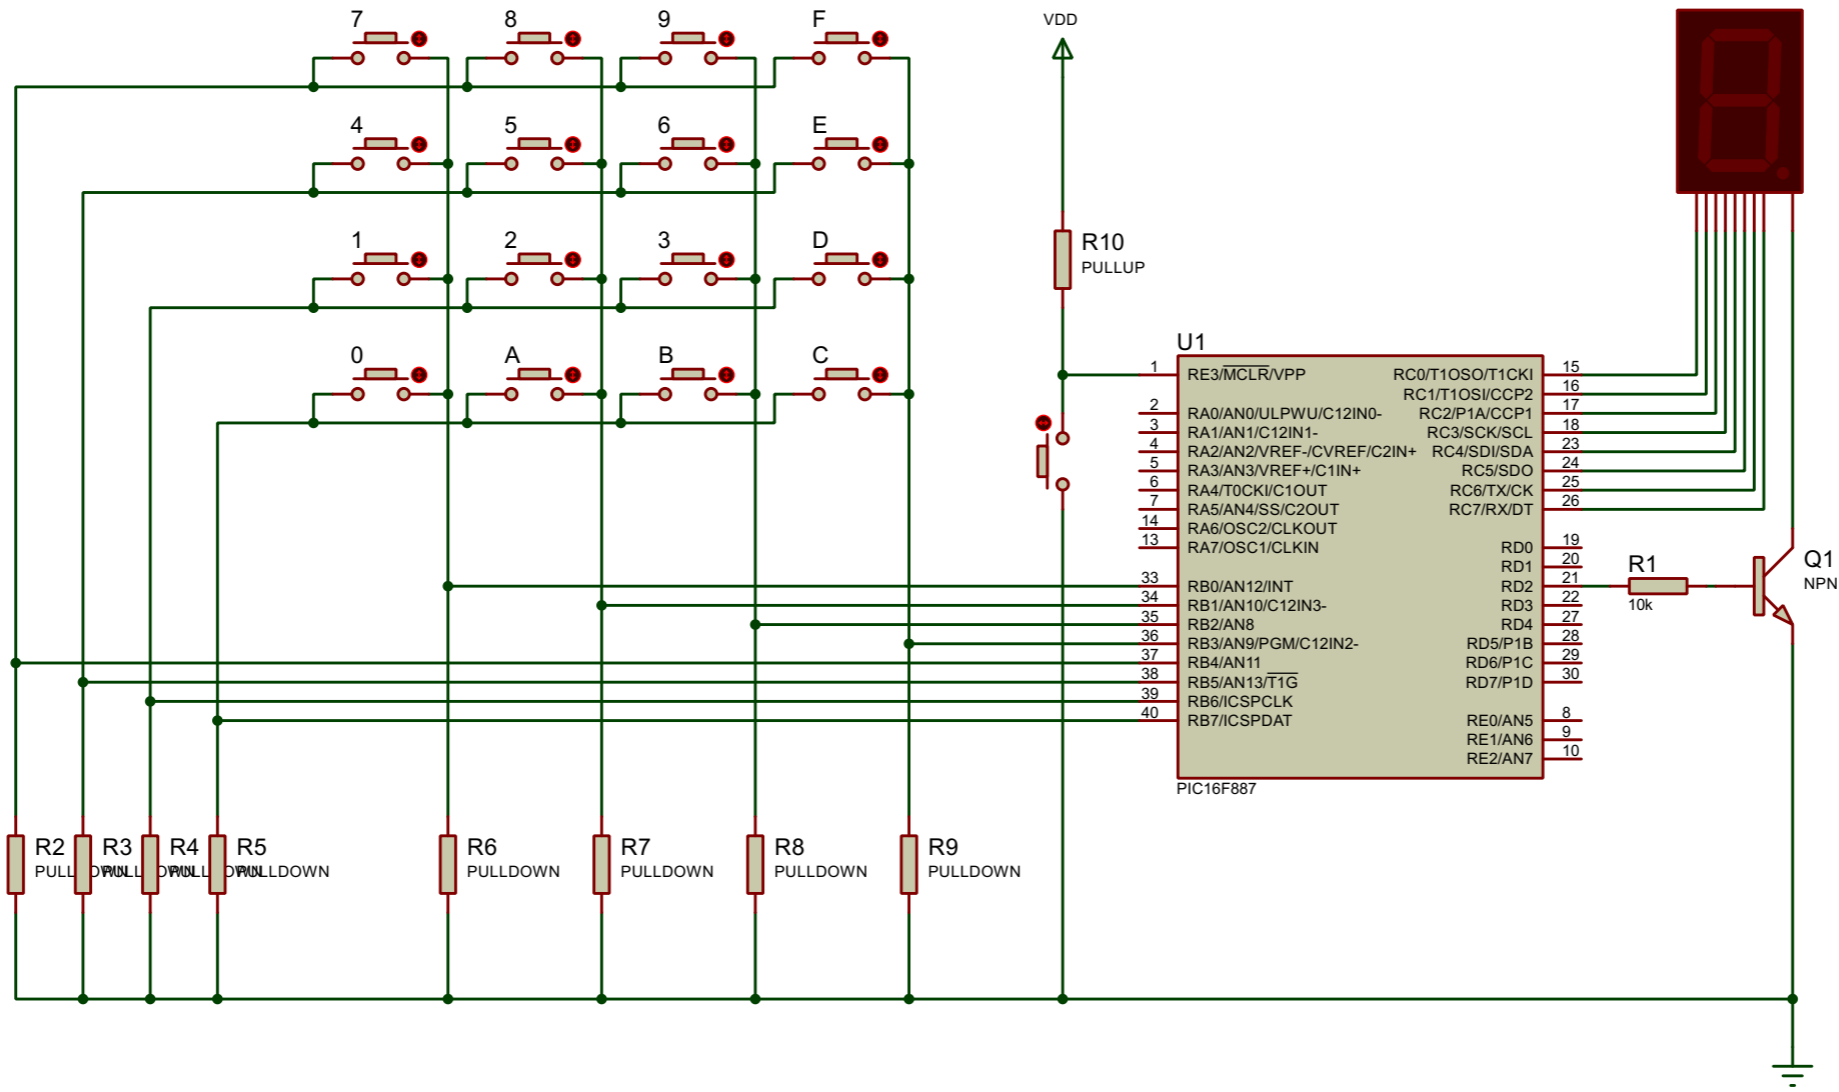 7 8 9 F
VDD
4 5 6 E
1 2 3 D
R10
PULLUP
0 A B C
U1
1 RE3/MCLR/VPP
2 RA0/AN0/ULPWU/C12IN0-
3 RA1/AN1/C12IN1-
4 RA2/AN2/VREF-/CVREF/C2IN+
5 RA3/AN3/VREF+/C1IN+
6 RA4/T0CKI/C1OUT
7 RA5/AN4/SS/C2OUT
14 RA6/OSC2/CLKOUT
13 RA7/OSC1/CLKIN
33 RB0/AN12/INT
34 RB1/AN10/C12IN3-
35 RB2/AN8
36 RB3/AN9/PGM/C12IN2-
37 RB4/AN11
38 RB5/AN13/T1G
39 RB6/ICSPCLK
40 RB7/ICSPDAT
RC0/T1OSO/T1CKI 15
RC1/T1OSI/CCP2 16
RC2/P1A/CCP1 17
RC3/SCK/SCL 18
RC4/SDI/SDA 23
RC5/SDO 24
RC6/TX/CK 25
RC7/RX/DT 26
RD0 19
RD1 20
RD2 21
RD3 22
RD4 27
RD5/P1B 28
RD6/P1C 29
RD7/P1D 30
RE0/AN5 8
RE1/AN6 9
RE2/AN7 10
PIC16F887
R1
10k
Q1
NPN
R2
PULLDOWN
R3
PULLDOWN
R4
PULLDOWN
R5
PULLDOWN
R6
PULLDOWN
R7
PULLDOWN
R8
PULLDOWN
R9
PULLDOWN